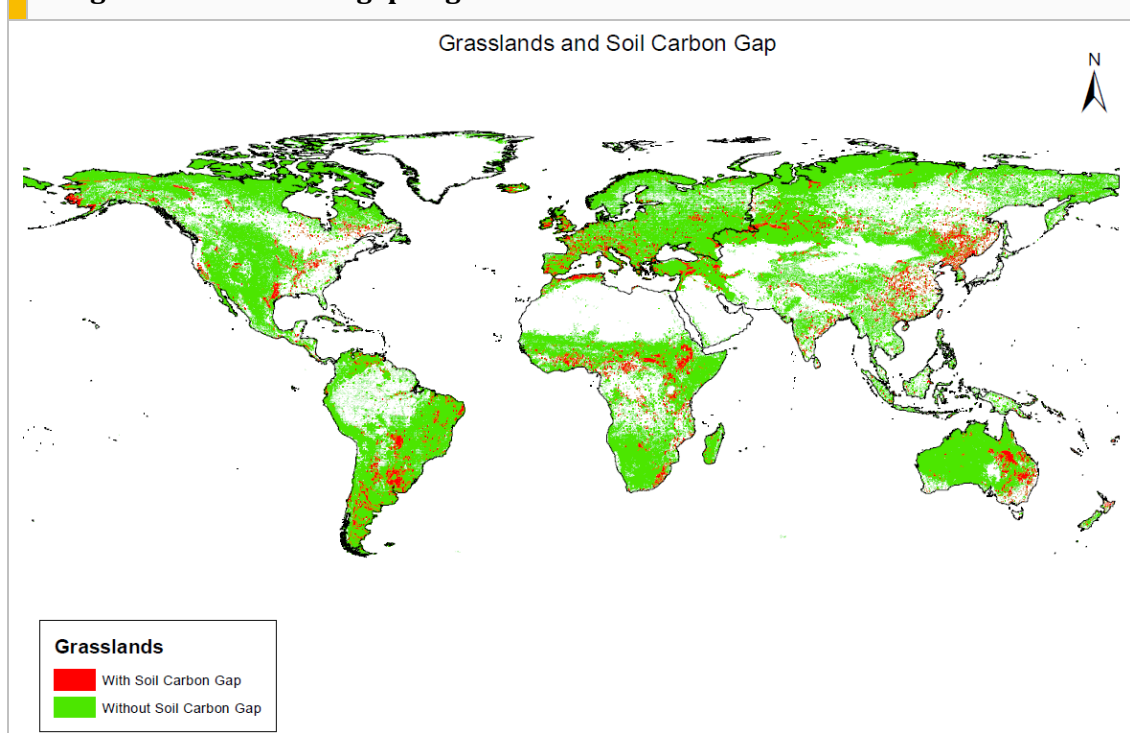 Grasslands and Soil Carbon Gap
N
Grasslands
With Soil Carbon Gap
Without Soil Carbon Gap